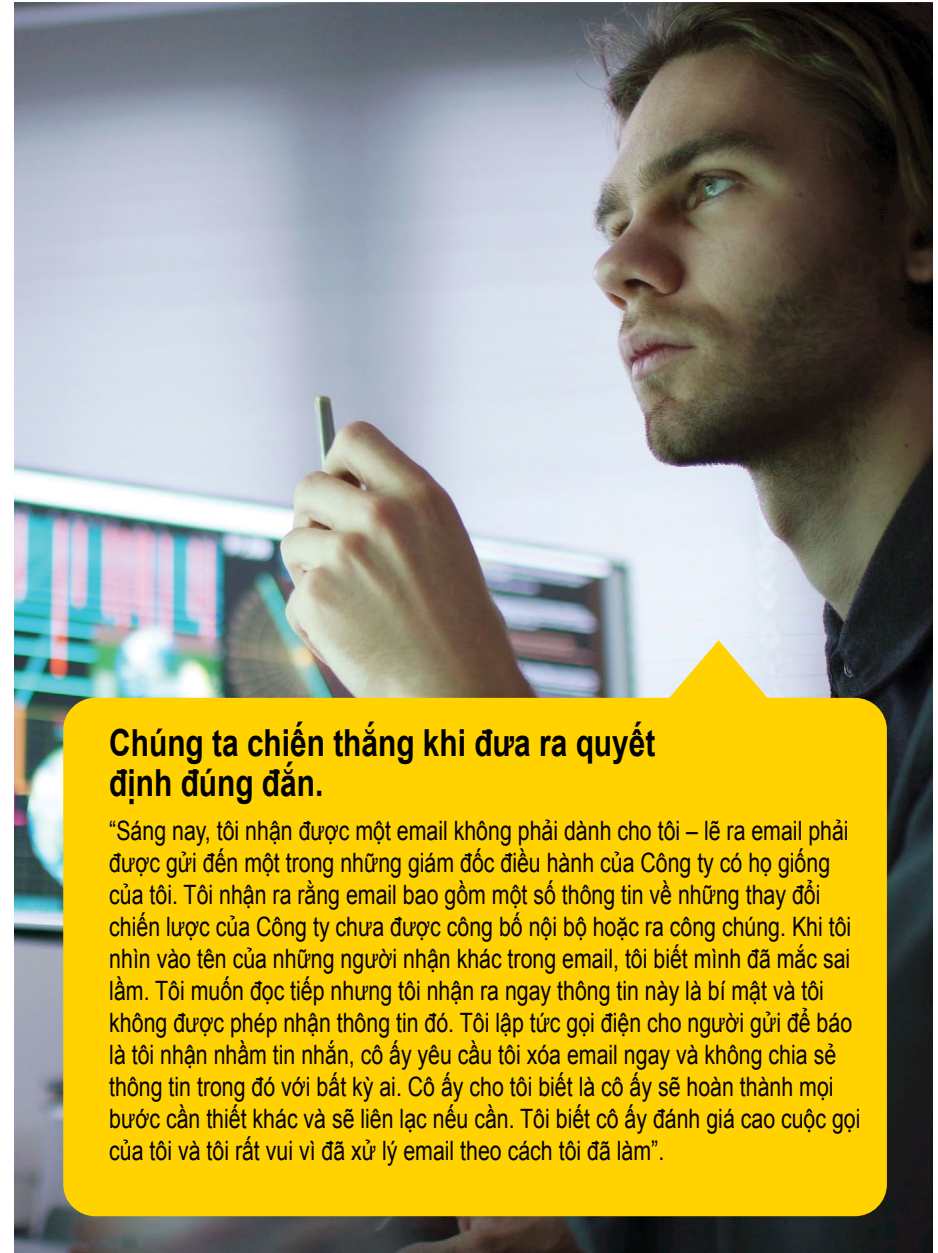 Chúng ta chiến thắng khi đưa ra quyết
định đúng đắn.
“Sáng nay, tôi nhận được một email không phải dành cho tôi – lẽ ra email phải
được gửi đến một trong những giám đốc điều hành của Công ty có họ giống
của tôi. Tôi nhận ra rằng email bao gồm một số thông tin về những thay đổi
chiến lược của Công ty chưa được công bố nội bộ hoặc ra công chúng. Khi tôi
nhìn vào tên của những người nhận khác trong email, tôi biết mình đã mắc sai
lầm. Tôi muốn đọc tiếp nhưng tôi nhận ra ngay thông tin này là bí mật và tôi
không được phép nhận thông tin đó. Tôi lập tức gọi điện cho người gửi để báo
là tôi nhận nhầm tin nhắn, cô ấy yêu cầu tôi xóa email ngay và không chia sẻ
thông tin trong đó với bất kỳ ai. Cô ấy cho tôi biết là cô ấy sẽ hoàn thành mọi
bước cần thiết khác và sẽ liên lạc nếu cần. Tôi biết cô ấy đánh giá cao cuộc gọi
của tôi và tôi rất vui vì đã xử lý email theo cách tôi đã làm”.